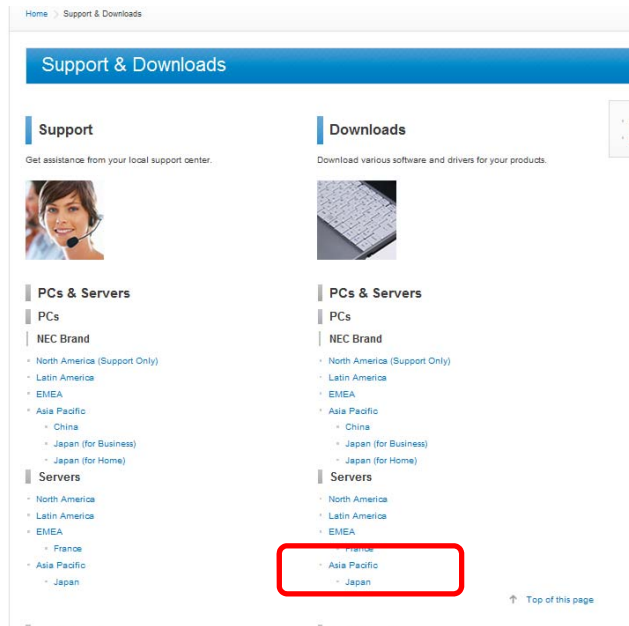 Home > Support & Downloads
Support & Downloads
Support
Get assistance from your local support center.
PCs & Servers
PCs
NEC Brand
North America (Support Only)
Latin America
EMEA
Asia Pacific
China
Japan (for Business)
Japan (for Home)
Servers
North America
Latin America
EMEA
France
Asia Pacific
Japan
Downloads
Download various software and drivers for your products.
PCs & Servers
PCs
NEC Brand
North America (Support Only)
Latin America
EMEA
Asia Pacific
China
Japan (for Business)
Japan (for Home)
Servers
North America
Latin America
EMEA
France
Asia Pacific
Japan
Top of this page